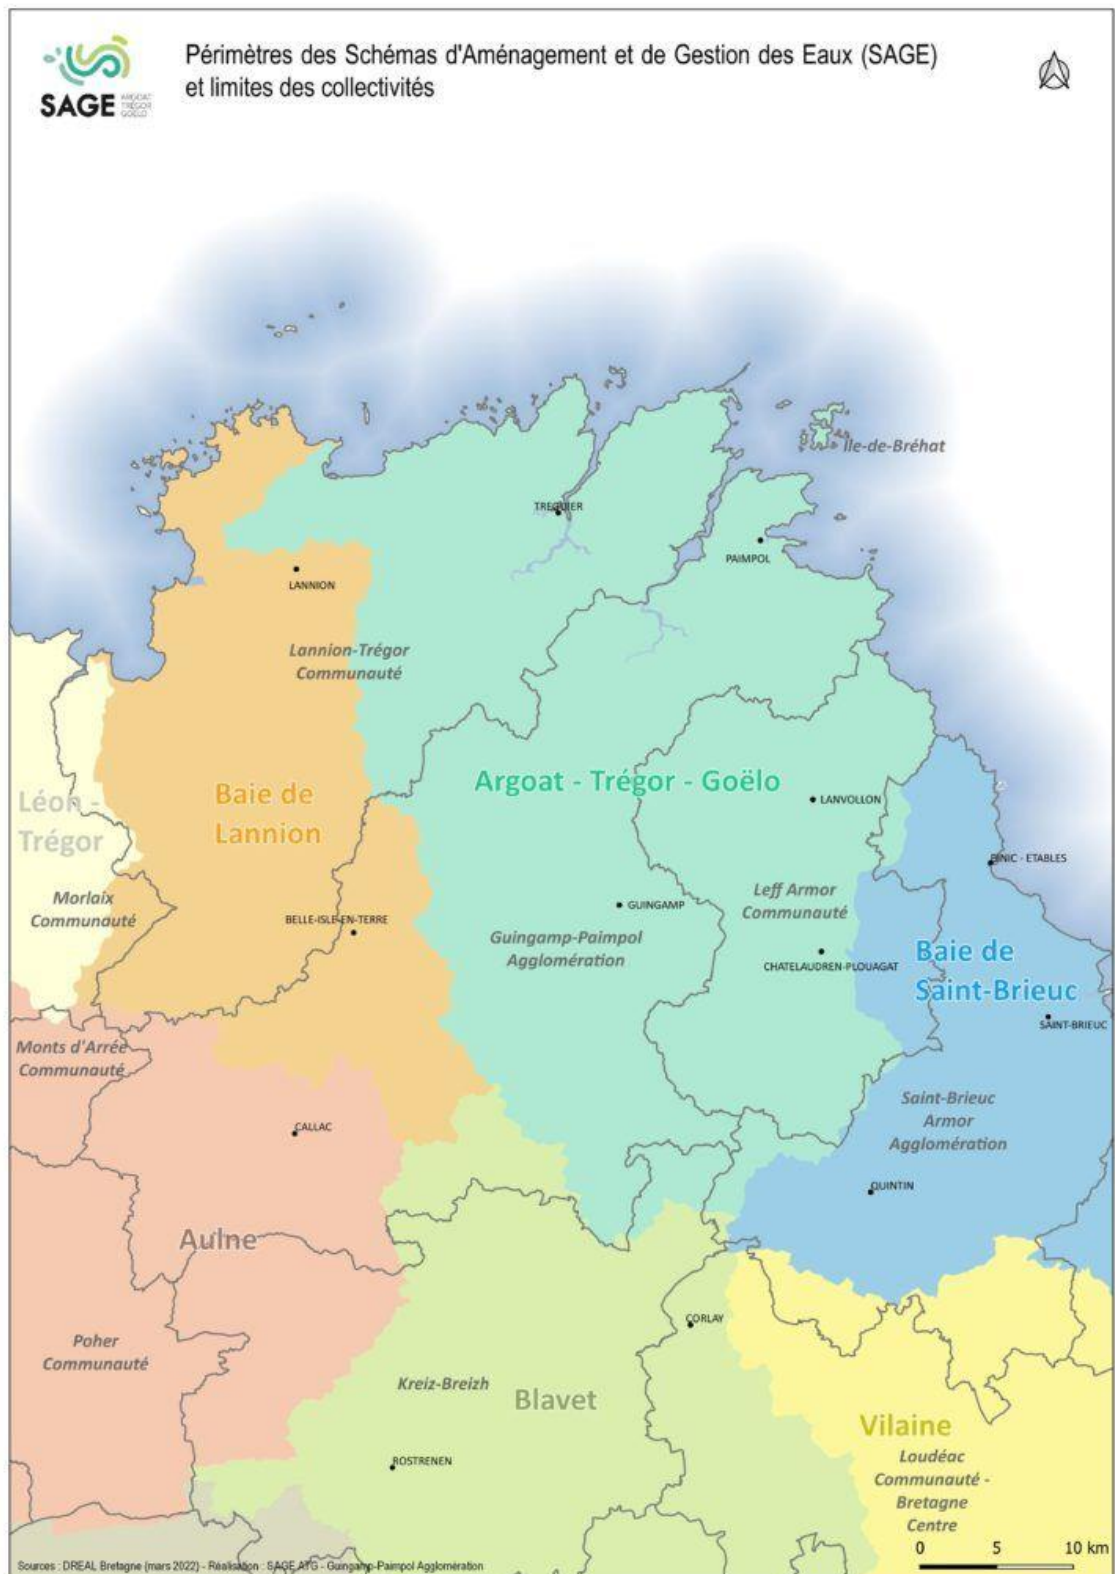 Périmètres des Schémas d'Aménagement et de Gestion des Eaux (SAGE)
et limites des collectivités
SAGE
ARGOAT
TRÉGOR
GOËLO
Île-de-Bréhat
TREGUIER
PAIMPOL
LANNION
Lannion-Trégor
Communauté
Argoat - Trégor - Goëlo
Baie de
Lannion
LANVOLLON
Léon -
Trégor
BINIC - ETABLES
Morlaix
Communauté
Leff Armor
Communauté
GUINGAMP
BELLE-ISLE-EN-TERRE
Guingamp-Paimpol
Agglomération
CHATELAUDREN-PLOUAGAT
Baie de
Saint-Brieuc
SAINT-BRIEUC
Monts d'Arrée
Communauté
Saint-Brieuc
Armor
Agglomération
CALLAC
QUINTIN
Aulne
CORLAY
Poher
Communauté
Kreiz-Breizh
Blavet
Vilaine
Loudéac
Communauté -
Bretagne
Centre
ROSTRENEN
0 5 10 km
Sources : DREAL Bretagne (mars 2022) - Réalisation : SAGE ATG - Guingamp-Paimpol Agglomération